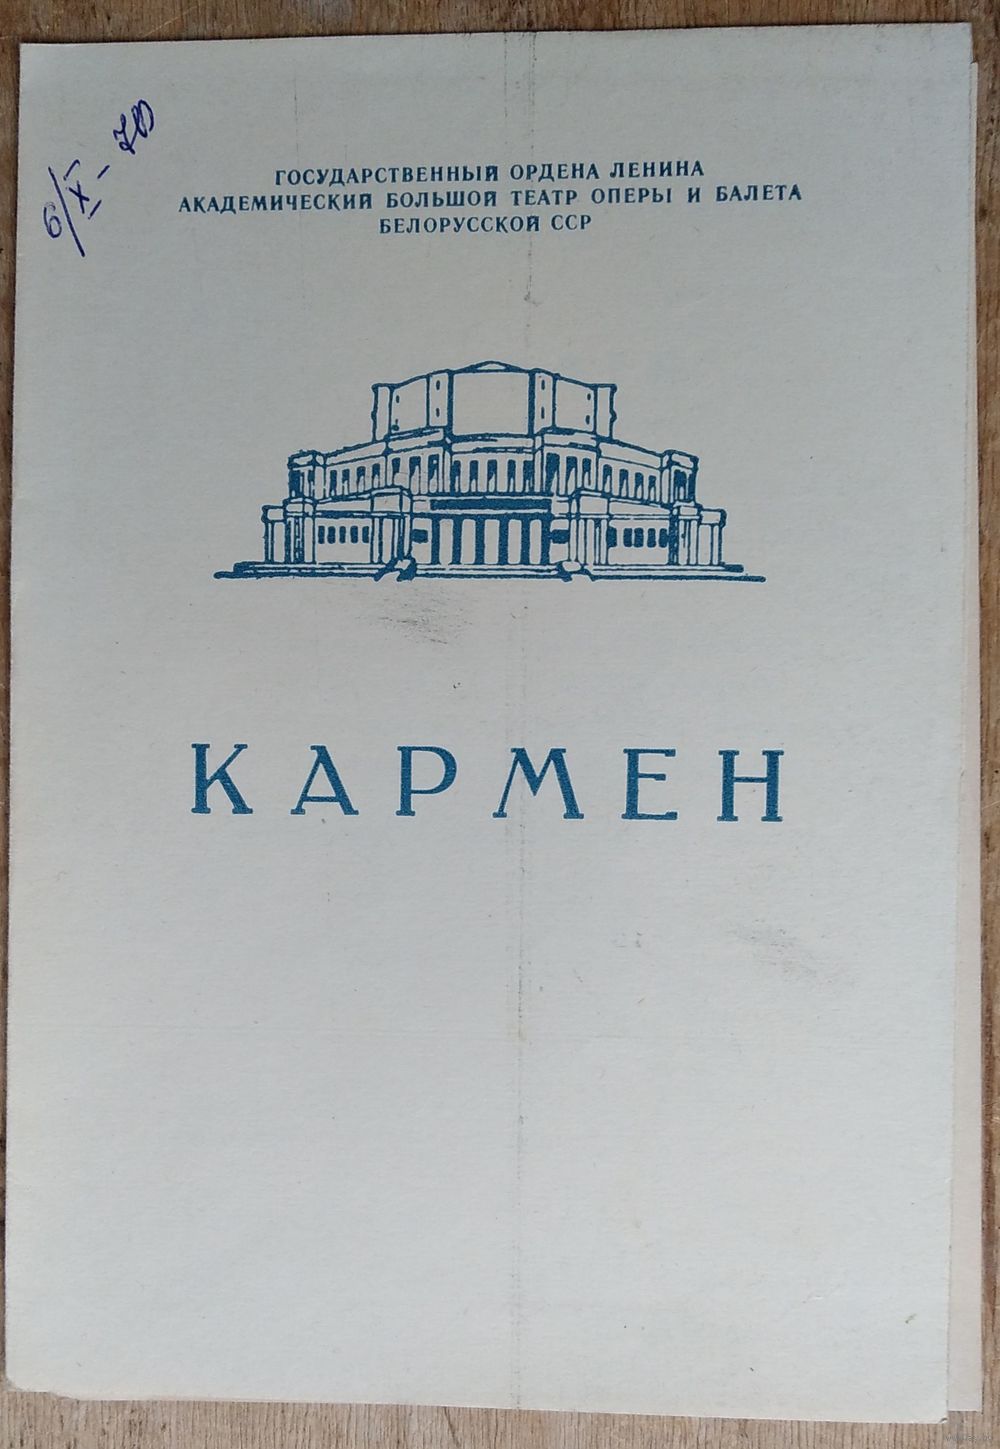 6/X-70
ГОСУДАРСТВЕННЫЙ ОРДЕНА ЛЕНИНА
АКАДЕМИЧЕСКИЙ БОЛЬШОЙ ТЕАТР ОПЕРЫ И БАЛЕТА
БЕЛОРУССКОЙ ССР
КАРМЕН